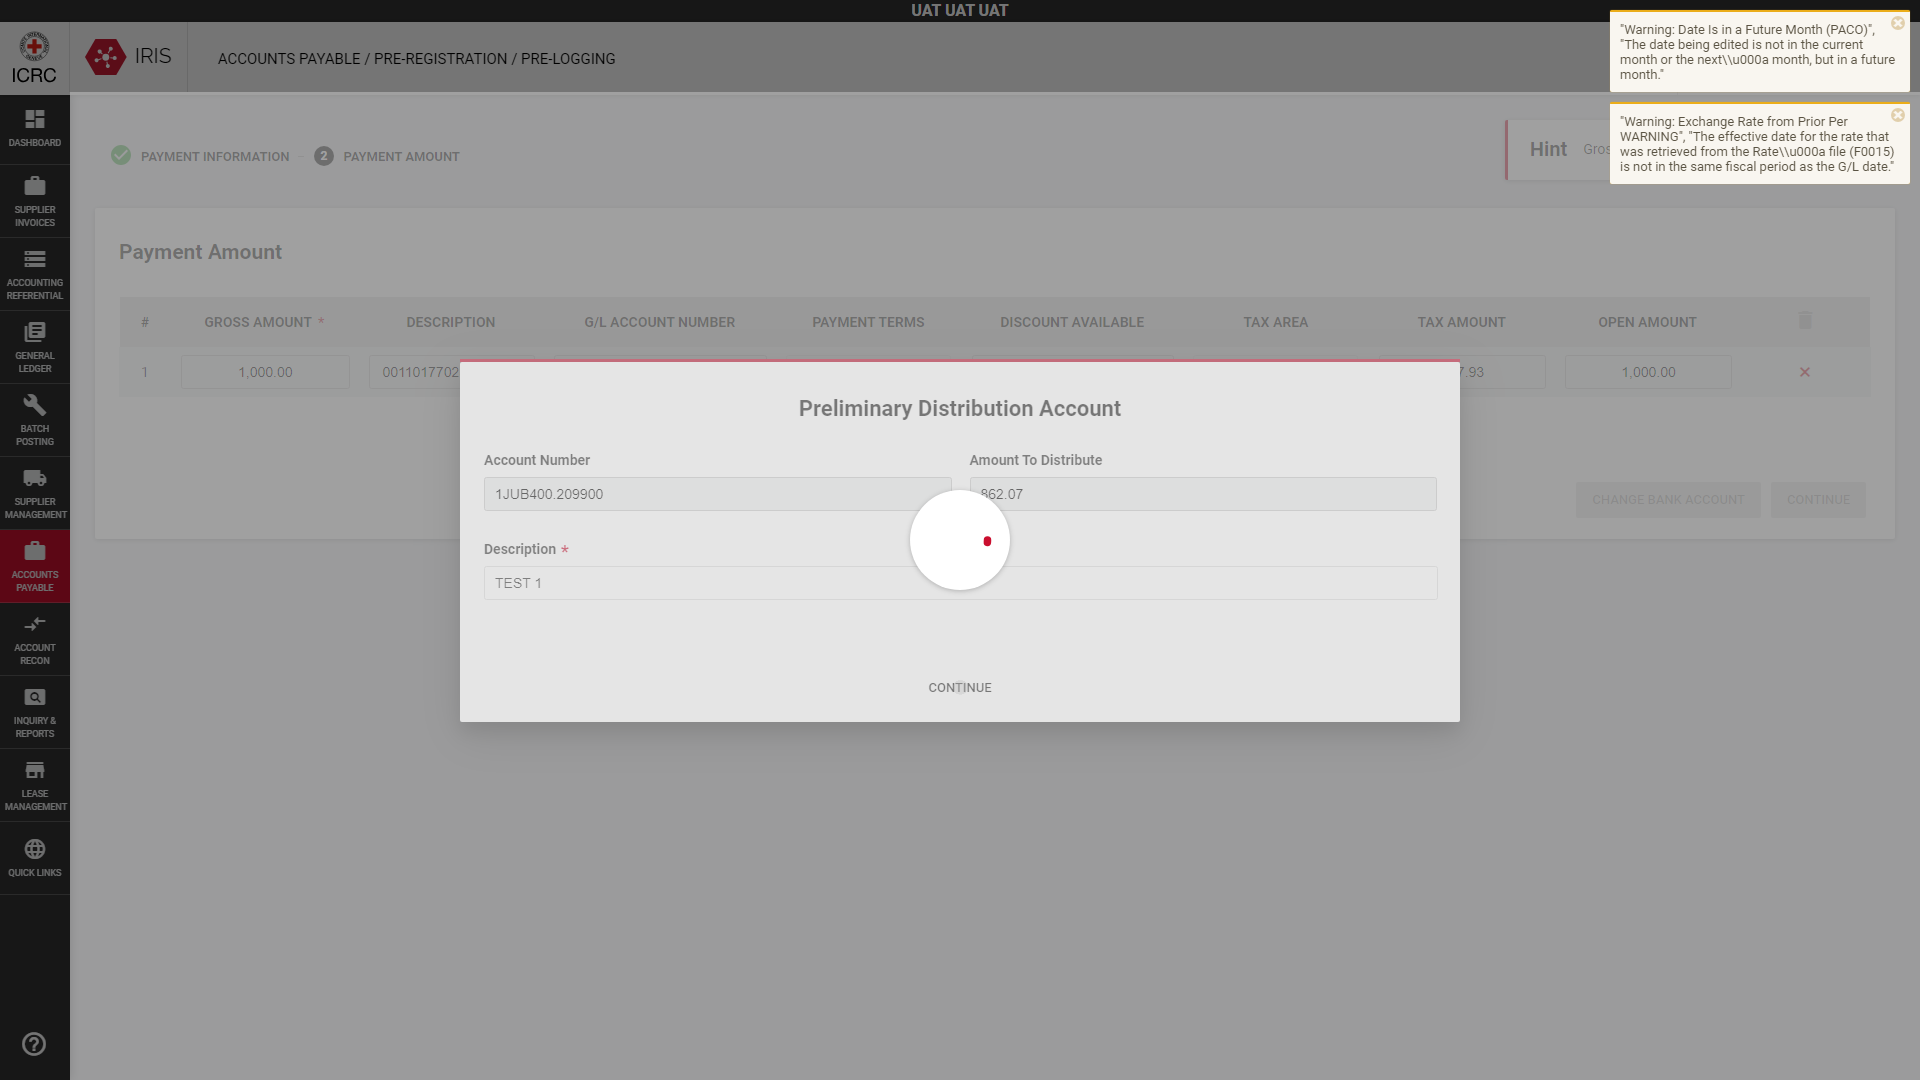 UAT UAT UAT
ICRC
IRIS
ACCOUNTS PAYABLE / PRE-REGISTRATION / PRE-LOGGING
"Warning: Date Is in a Future Month (PACO)",
"The date being edited is not in the current
month or the next\\u000a month, but in a future
month."
"Warning: Exchange Rate from Prior Per
WARNING", "The effective date for the rate that
was retrieved from the Rate\\u000a file (F0015)
is not in the same fiscal period as the G/L date."
DASHBOARD
SUPPLIER
INVOICES
ACCOUNTING
REFERENTIAL
GENERAL
LEDGER
BATCH
POSTING
SUPPLIER
MANAGEMENT
ACCOUNTS
PAYABLE
ACCOUNT
RECON
INQUIRY &
REPORTS
LEASE
MANAGEMENT
QUICK LINKS
PAYMENT INFORMATION
2 PAYMENT AMOUNT
Hint
Payment Amount
# GROSS AMOUNT * DESCRIPTION G/L ACCOUNT NUMBER PAYMENT TERMS DISCOUNT AVAILABLE TAX AREA TAX AMOUNT OPEN AMOUNT
1 1,000.00 0011017702 7.93 1,000.00
CHANGE BANK ACCOUNT CONTINUE
Preliminary Distribution Account
Account Number Amount To Distribute
1JUB400.209900 862.07
Description *
TEST 1
CONTINUE